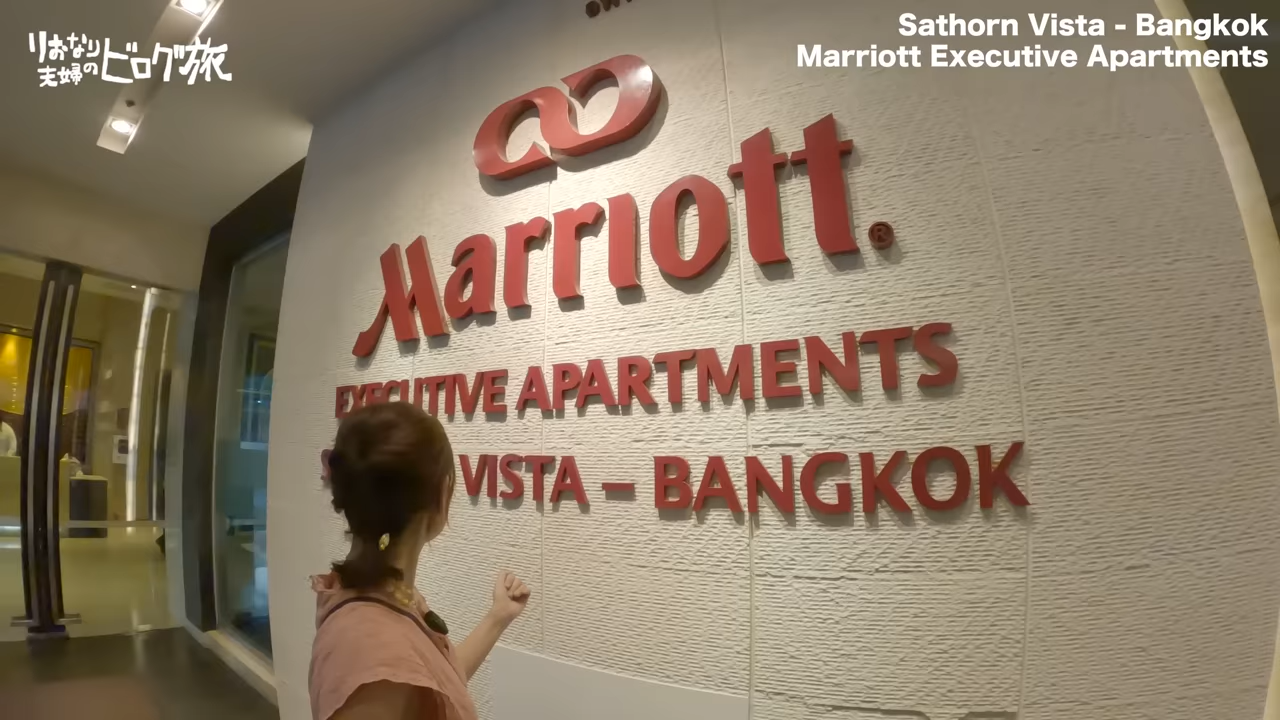 りおなり
夫婦の
ビログ旅
Sathorn Vista - Bangkok
Marriott Executive Apartments
Marriott®
EXECUTIVE APARTMENTS
VISTA – BANGKOK